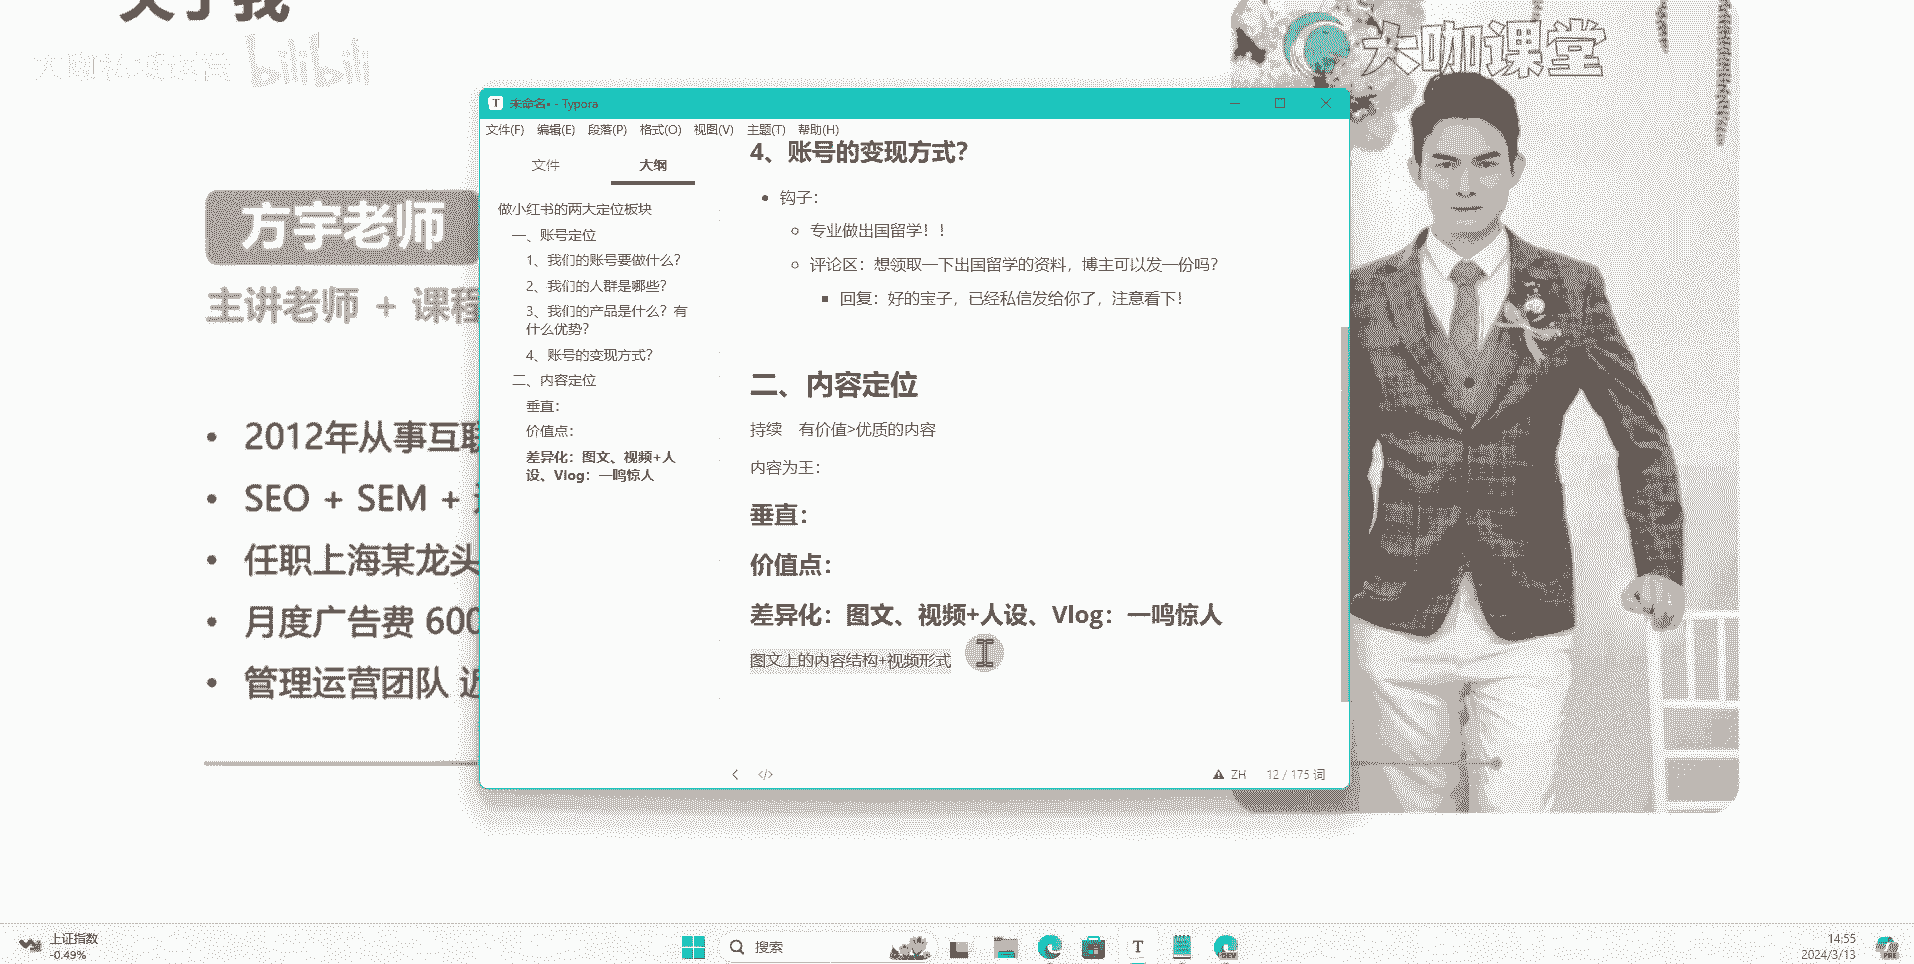 关于我
bilibili
大咖课堂
方宇老师
主讲老师 + 课程
2012年从事互联
SEO + SEM +
任职上海某龙头
月度广告费 600
管理运营团队 近
未命名• - Typora
文件(F) 编辑(E) 段落(P) 格式(O) 视图(V) 主题(T) 帮助(H)
文件 大纲
做小红书的两大定位板块
一、账号定位
1、我们的账号要做什么？
2、我们的人群是哪些？
3、我们的产品是什么？有
什么优势？
4、账号的变现方式？
二、内容定位
垂直：
价值点：
差异化：图文、视频+人
设、Vlog：一鸣惊人
4、账号的变现方式？
• 钩子：
专业做出国留学！！
评论区：想领取一下出国留学的资料，博主可以发一份吗？
回复：好的宝子，已经私信发给你了，注意看下！
二、内容定位
持续 有价值>优质的内容
内容为王：
垂直：
价值点：
差异化：图文、视频+人设、Vlog：一鸣惊人
图文上的内容结构+视频形式
ZH 12 / 175 词
上证指数
-0.49%
搜索
14:55
2024/3/13